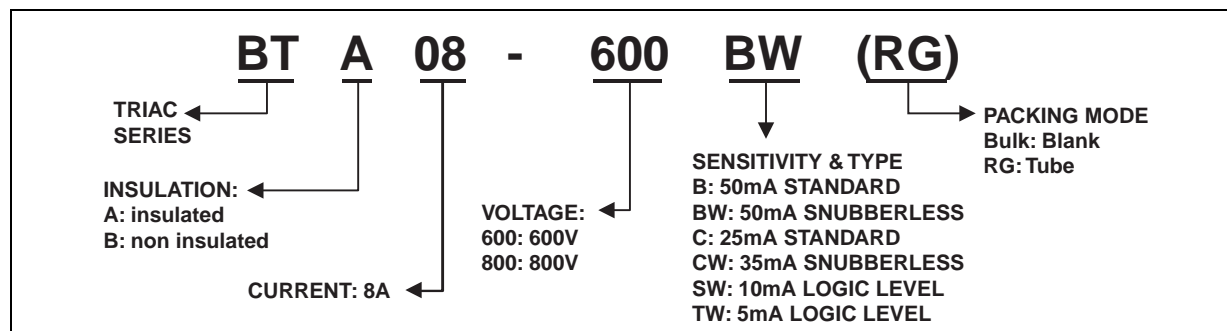 BT A 08 - 600 BW (RG)
TRIAC
SERIES
INSULATION:
A: insulated
B: non insulated
CURRENT: 8A
VOLTAGE:
600: 600V
800: 800V
SENSITIVITY & TYPE
B: 50mA STANDARD
BW: 50mA SNUBBERLESS
C: 25mA STANDARD
CW: 35mA SNUBBERLESS
SW: 10mA LOGIC LEVEL
TW: 5mA LOGIC LEVEL
PACKING MODE
Bulk: Blank
RG: Tube